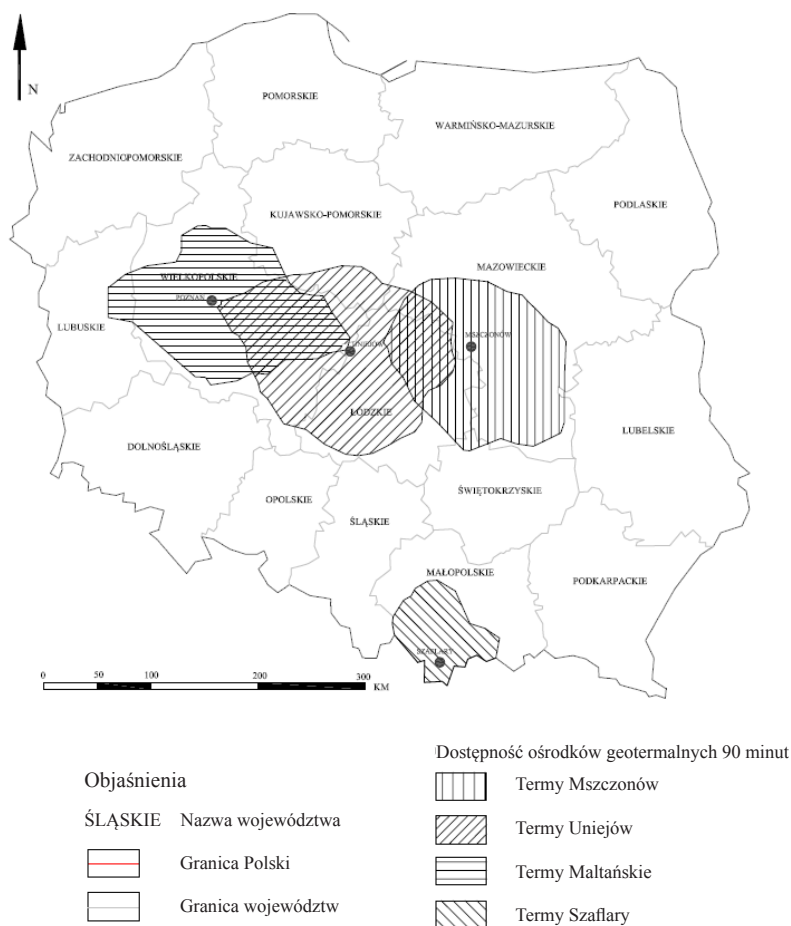 N
POMORSKIE
WARMIŃSKO-MAZURSKIE
ZACHODNIOPOMORSKIE
PODLASKIE
KUJAWSKO-POMORSKIE
MAZOWIECKIE
WIELKOPOLSKIE
POZNAŃ
LUBUSKIE
MSZCZONÓW
UNIEJÓW
ŁÓDZKIE
LUBELSKIE
DOLNOŚLĄSKIE
ŚWIĘTOKRZYSKIE
OPOLSKIE
ŚLĄSKIE
MAŁOPOLSKIE
PODKARPACKIE
SZAFLARY
0 50 100 200 300
KM
Dostępność ośrodków geotermalnych 90 minut
Objaśnienia
Termy Mszczonów
ŚLĄSKIE Nazwa województwa
Termy Uniejów
Granica Polski
Termy Maltańskie
Granica województw
Termy Szaflary